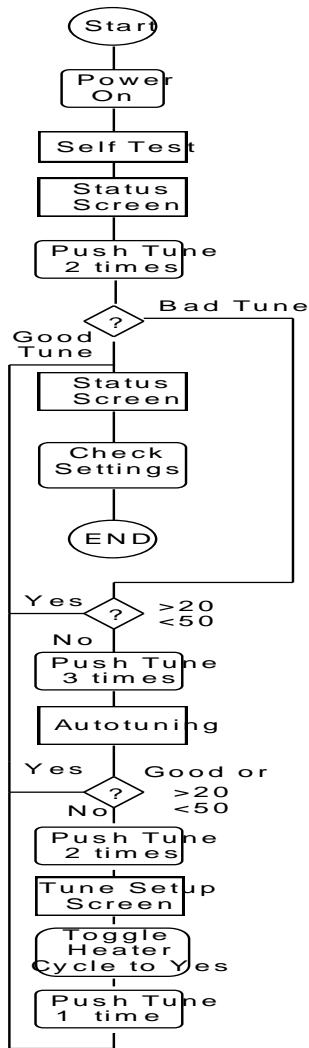 Start
Power
On
Self Test
Status
Screen
Push Tune
2 times
?
Bad Tune
Good
Tune
Status
Screen
Check
Settings
END
Yes
?
>20
<50
No
Push Tune
3 times
Autotuning
Yes
?
Good or
>20
<50
No
Push Tune
2 times
Tune Setup
Screen
Toggle
Heater
Cycle to Yes
Push Tune
1 time